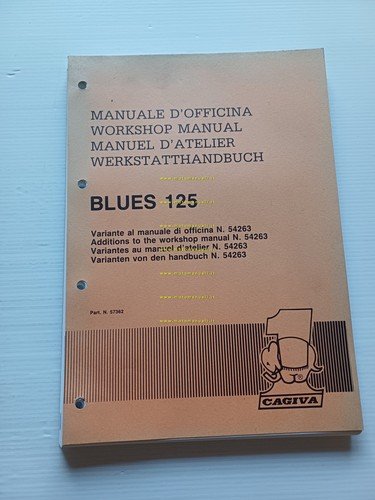 MANUALE D'OFFICINA
WORKSHOP MANUAL
MANUEL D'ATELIER
WERKSTATTHANDBUCH
BLUES 125
Variante al manuale di officina N. 54263
Additions to the workshop manual N. 54263
Variantes au manuel d'atelier N. 54263
Varianten von den handbuch N. 54263
Part. N. 57362
1
®
CAGIVA